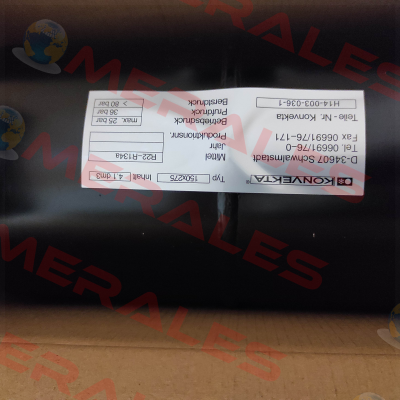 KONVEKTA
D-34607 Schwalmstadt
Tel. 06691/76-0
Fax 06691/76-171
Teile - Nr. Konvekta
H14-003-036-1
Typ 150x275 Inhalt 4.1 dm3
Mittel R22-R134a
Jahr
Produktionsnr.
Betriebsdruck max. 25 bar
Prüfdruck 38 bar
Berstdruck > 80 bar
MERALES